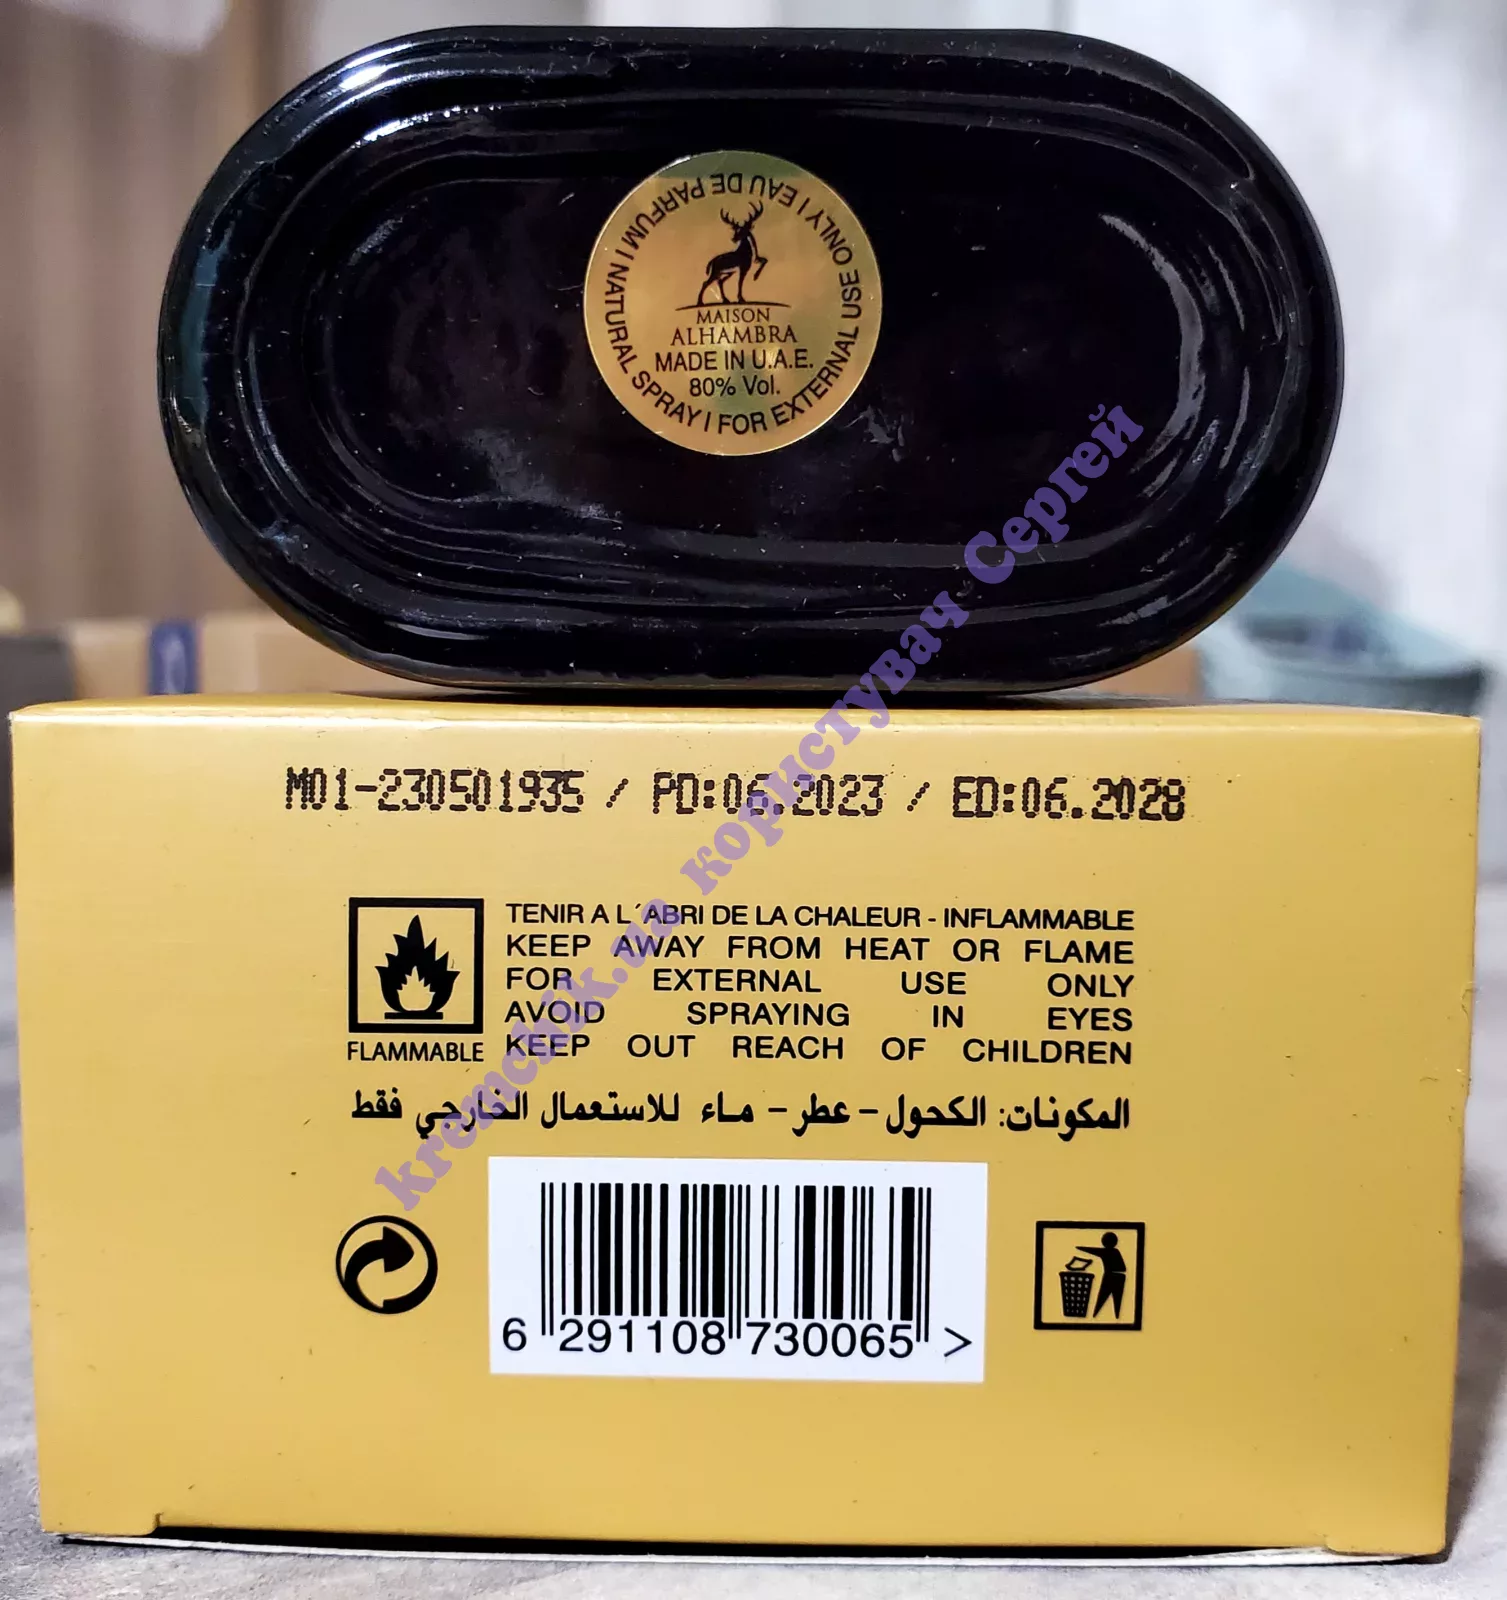 EAU DE PARFUM | NATURAL SPRAY | FOR EXTERNAL USE ONLY |
MAISON
ALHAMBRA
MADE IN U.A.E.
80% Vol.
M01-230501935 / PD:06.2023 / ED:06.2028
TENIR A L´ABRI DE LA CHALEUR - INFLAMMABLE
KEEP AWAY FROM HEAT OR FLAME
FOR EXTERNAL USE ONLY
AVOID SPRAYING IN EYES
KEEP OUT REACH OF CHILDREN
FLAMMABLE
المكونات: الكحول - عطر - ماء للاستعمال الخارجي فقط
6 291108 730065 >
kremchik.ua користувач Сергей